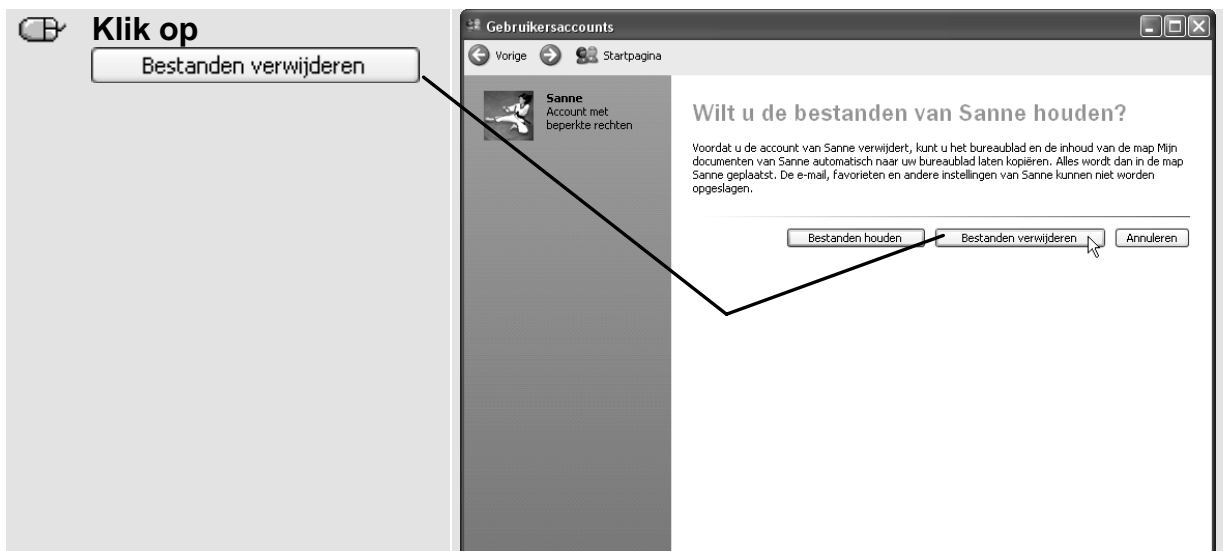 Klik op
Bestanden verwijderen
Gebruikersaccounts
Vorige Startpagina
Sanne
Account met
beperkte rechten
Wilt u de bestanden van Sanne houden?
Voordat u de account van Sanne verwijdert, kunt u het bureaublad en de inhoud van de map Mijn
documenten van Sanne automatisch naar uw bureaublad laten kopiëren. Alles wordt dan in de map
Sanne geplaatst. De e-mail, favorieten en andere instellingen van Sanne kunnen niet worden
opgeslagen.
Bestanden houden Bestanden verwijderen Annuleren